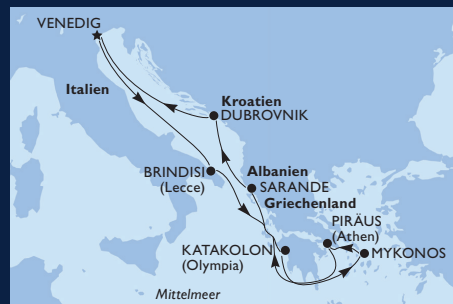 VENEDIG
Italien
Kroatien
DUBROVNIK
BRINDISI
(Lecce)
Albanien
SARANDE
Griechenland
PIRÄUS
(Athen)
KATAKOLON
(Olympia)
MYKONOS
Mittelmeer